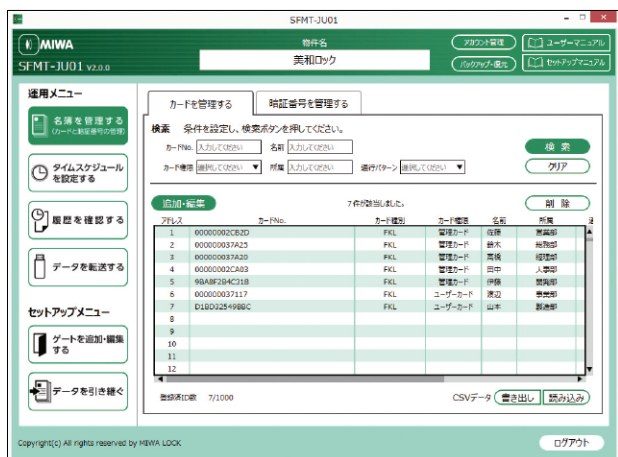 SFMT-JU01
MIWA
SFMT-JU01 V2.0.0
物件名
美和ロック
アカウント管理
ユーザーマニュアル
バックアップ・復元
セットアップマニュアル
運用メニュー
名簿を管理する
(カードと暗証番号の管理)
タイムスケジュール
を設定する
履歴を確認する
データを転送する
セットアップメニュー
ゲートを追加・編集
する
データを引き継ぐ
カードを管理する
暗証番号を管理する
検索 条件を設定し、検索ボタンを押してください。
カードNo. 入力してください 名前 入力してください
検 索
カード権限 選択してください ▼ 所属 入力してください 通行パターン 選択してください ▼
クリア
追加・編集
7件が該当しました。
削 除
アドレス カードNo. カード種別 カード権限 名前 所属
1 00000002CB2D FKL 管理カード 佐藤 営業部
2 000000037A25 FKL 管理カード 鈴木 総務部
3 000000037A20 FKL 管理カード 高橋 経理部
4 00000002CA03 FKL 管理カード 田中 人事部
5 9BA8F2B4C318 FKL 管理カード 伊藤 開発部
6 000000037117 FKL ユーザーカード 渡辺 事業部
7 D1BD325498BC FKL ユーザーカード 山本 製造部
8
9
10
11
12
登録済ID数 7/1000
CSVデータ 書き出し 読み込み
Copyright(c) All rights reserved by MIWA LOCK
ログアウト